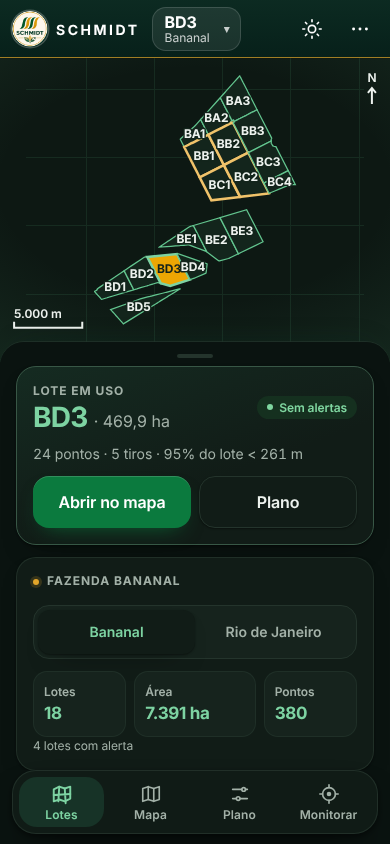 SCHMIDT
SCHMIDT
BD3
Bananal
N
BA3
BA2
BA1
BB3
BB2
BB1
BC3
BC2
BC4
BC1
BE3
BE1
BE2
BD3
BD4
BD2
BD1
BD5
5.000 m
LOTE EM USO
BD3 · 469,9 ha
Sem alertas
24 pontos · 5 tiros · 95% do lote < 261 m
Abrir no mapa
Plano
FAZENDA BANANAL
Bananal
Rio de Janeiro
Lotes
18
Área
7.391 ha
Pontos
380
4 lotes com alerta
Lotes
Mapa
Plano
Monitorar